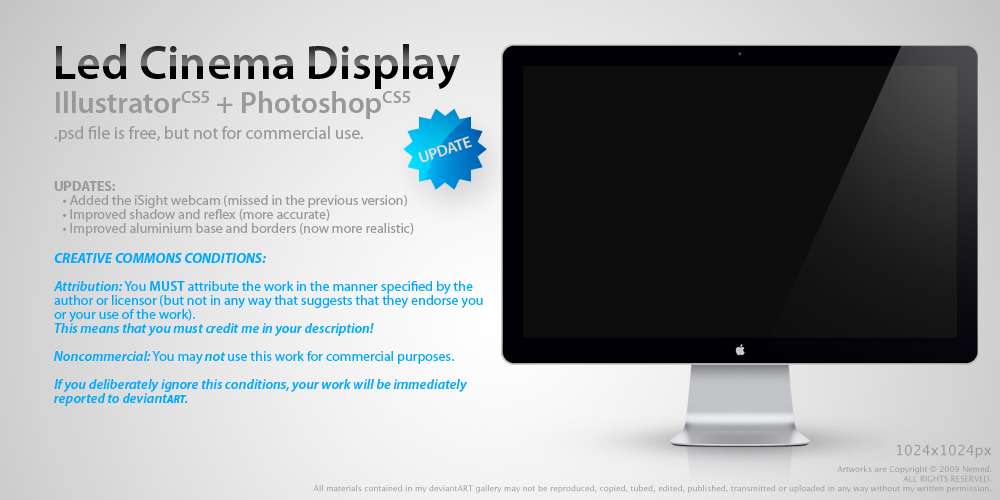 Led Cinema Display
IllustratorCS5 + PhotoshopCS5
.psd file is free, but not for commercial use.
UPDATE
UPDATES:
• Added the iSight webcam (missed in the previous version)
• Improved shadow and reflex (more accurate)
• Improved aluminium base and borders (now more realistic)
CREATIVE COMMONS CONDITIONS:
Attribution: You MUST attribute the work in the manner specified by the
author or licensor (but not in any way that suggests that they endorse you
or your use of the work).
This means that you must credit me in your description!
Noncommercial: You may not use this work for commercial purposes.
If you deliberately ignore this conditions, your work will be immediately
reported to deviantART.
1024x1024px
Artworks are Copyright © 2009 Nemed.
ALL RIGHTS RESERVED.
All materials contained in my deviantART gallery may not be reproduced, copied, tubed, edited, published, transmitted or uploaded in any way without my written permission.